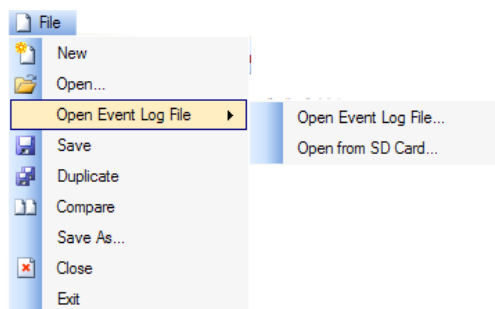 File
New
Open...
Open Event Log File
Open Event Log File...
Save
Open from SD Card...
Duplicate
Compare
Save As...
Close
Exit